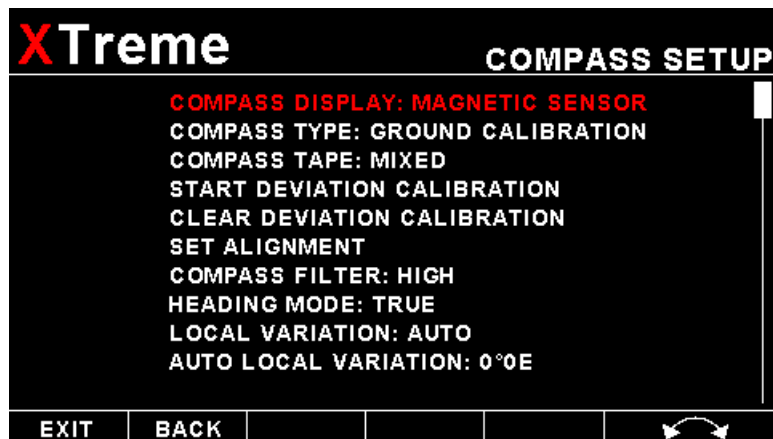 XTreme
COMPASS SETUP
COMPASS DISPLAY: MAGNETIC SENSOR
COMPASS TYPE: GROUND CALIBRATION
COMPASS TAPE: MIXED
START DEVIATION CALIBRATION
CLEAR DEVIATION CALIBRATION
SET ALIGNMENT
COMPASS FILTER: HIGH
HEADING MODE: TRUE
LOCAL VARIATION: AUTO
AUTO LOCAL VARIATION: 0°0E
EXIT BACK